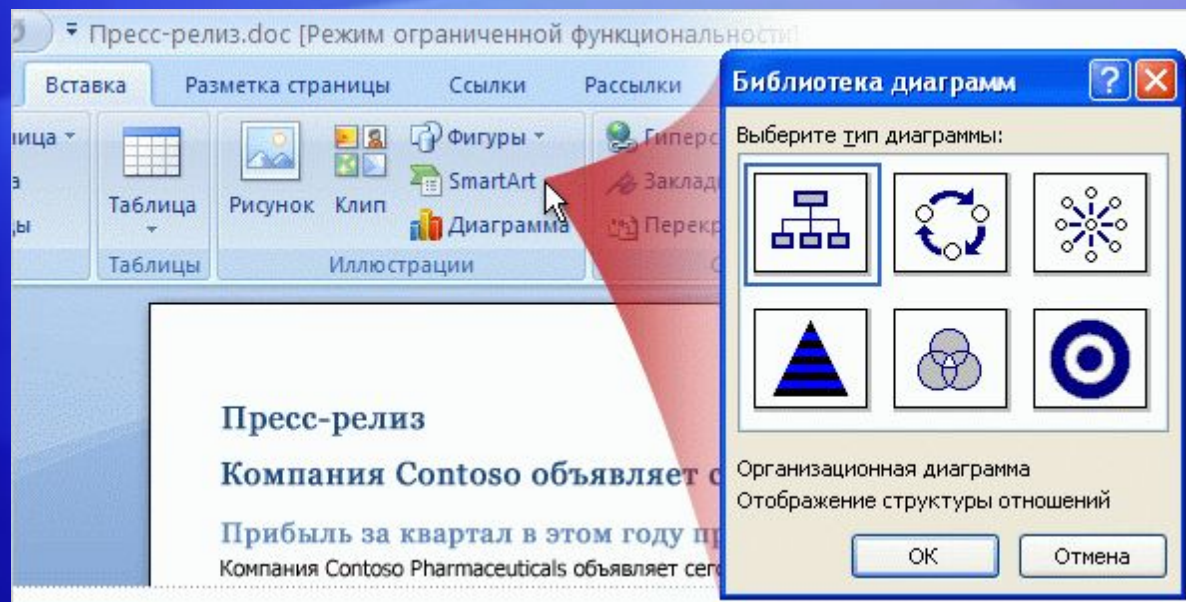 Пресс-релиз.doc [Режим ограниченной функциональности]
Вставка Разметка страницы Ссылки Рассылки
Таблица Рисунок Клип
Фигуры
SmartArt
Диаграмма
Таблицы Иллюстрации
Пресс-релиз
Компания Contoso объявляет
Прибыль за квартал в этом году
Компания Contoso Pharmaceuticals объявляет
Библиотека диаграмм
Выберите тип диаграммы:
Организационная диаграмма
Отображение структуры отношений
ОК Отмена